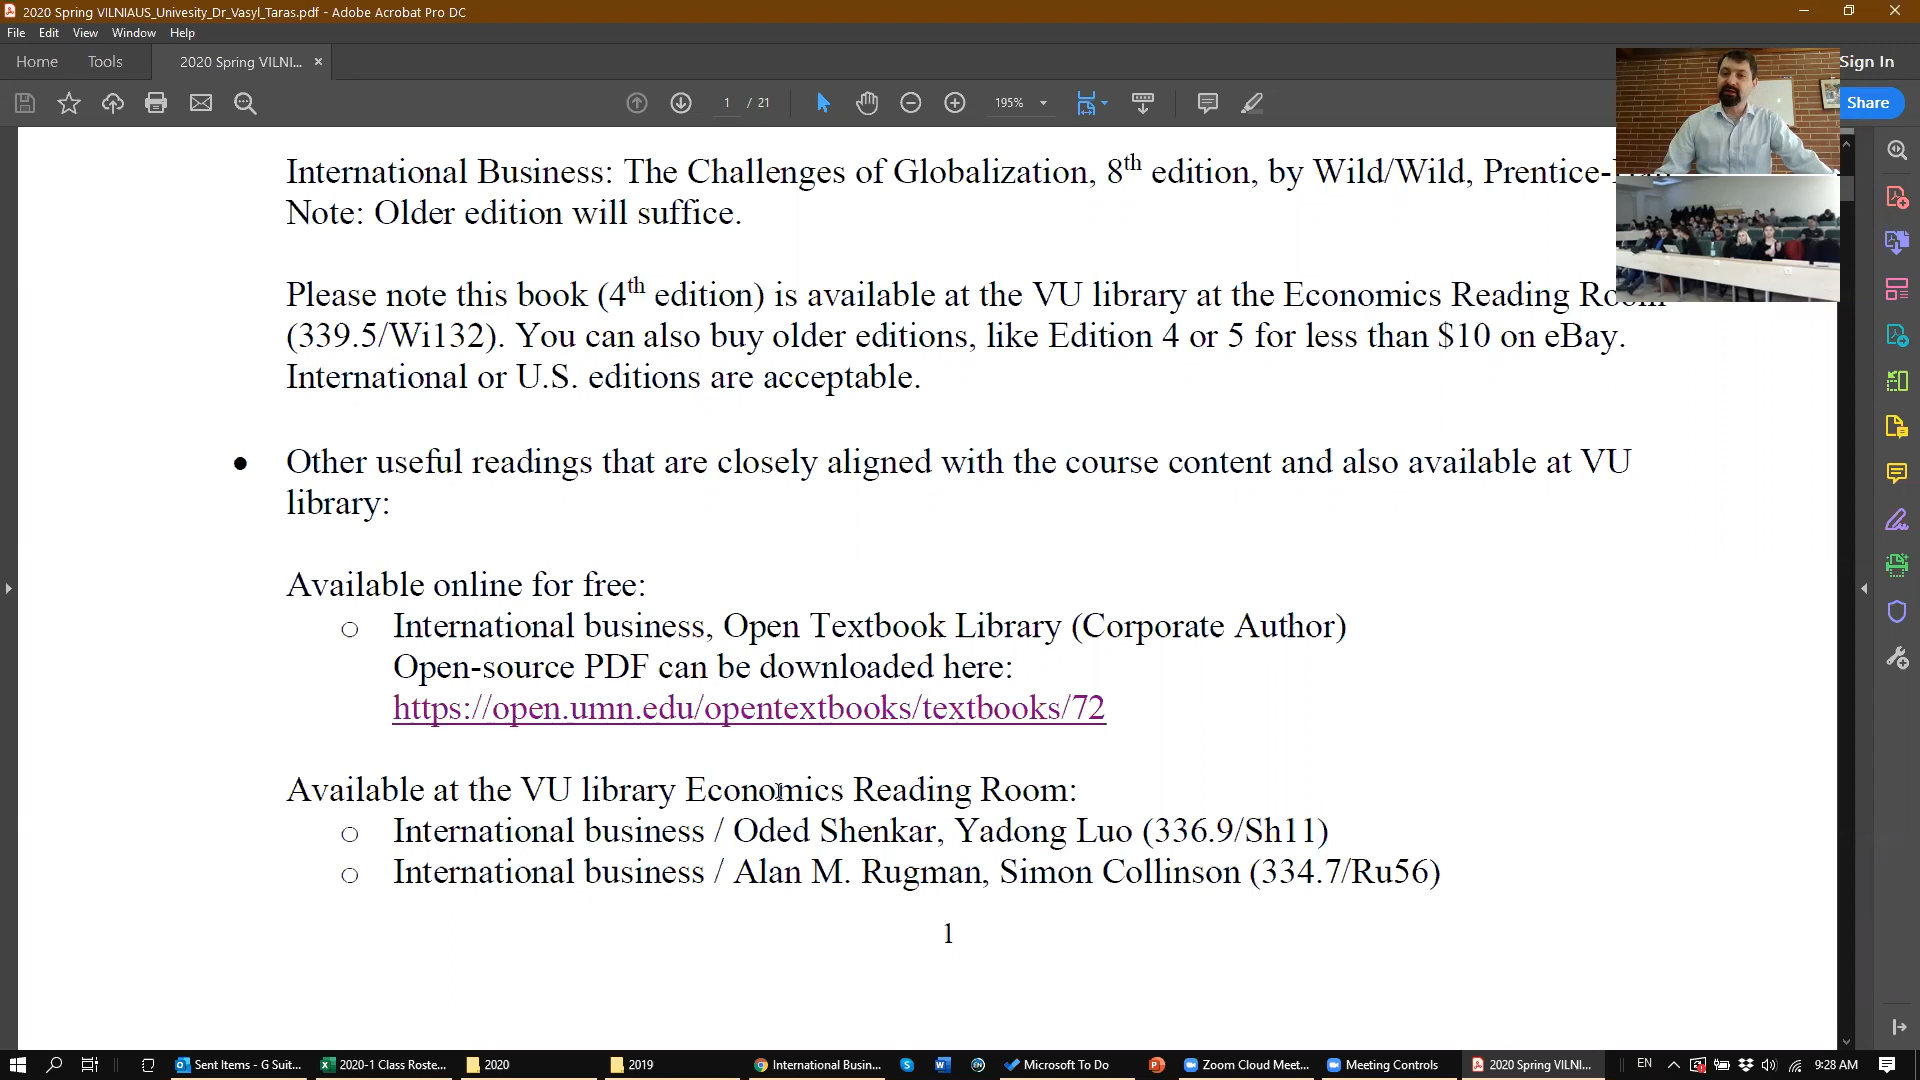 2020 Spring VILNIAUS_Univesity_Dr_Vasyl_Taras.pdf - Adobe Acrobat Pro DC
File Edit View Window Help
Home Tools 2020 Spring VILNI... × Sign In
1 / 21 195% Share
International Business: The Challenges of Globalization, 8th edition, by Wild/Wild, Prentice-
Note: Older edition will suffice.
Please note this book (4th edition) is available at the VU library at the Economics Reading Room
(339.5/Wi132). You can also buy older editions, like Edition 4 or 5 for less than $10 on eBay.
International or U.S. editions are acceptable.
● Other useful readings that are closely aligned with the course content and also available at VU
library:
Available online for free:
○ International business, Open Textbook Library (Corporate Author)
Open-source PDF can be downloaded here:
https://open.umn.edu/opentextbooks/textbooks/72
Available at the VU library Economics Reading Room:
○ International business / Oded Shenkar, Yadong Luo (336.9/Sh11)
○ International business / Alan M. Rugman, Simon Collinson (334.7/Ru56)
1
Sent Items - G Suit... 2020-1 Class Roste... 2020 2019 International Busin... Microsoft To Do Zoom Cloud Meet... Meeting Controls 2020 Spring VILNI... EN 9:28 AM